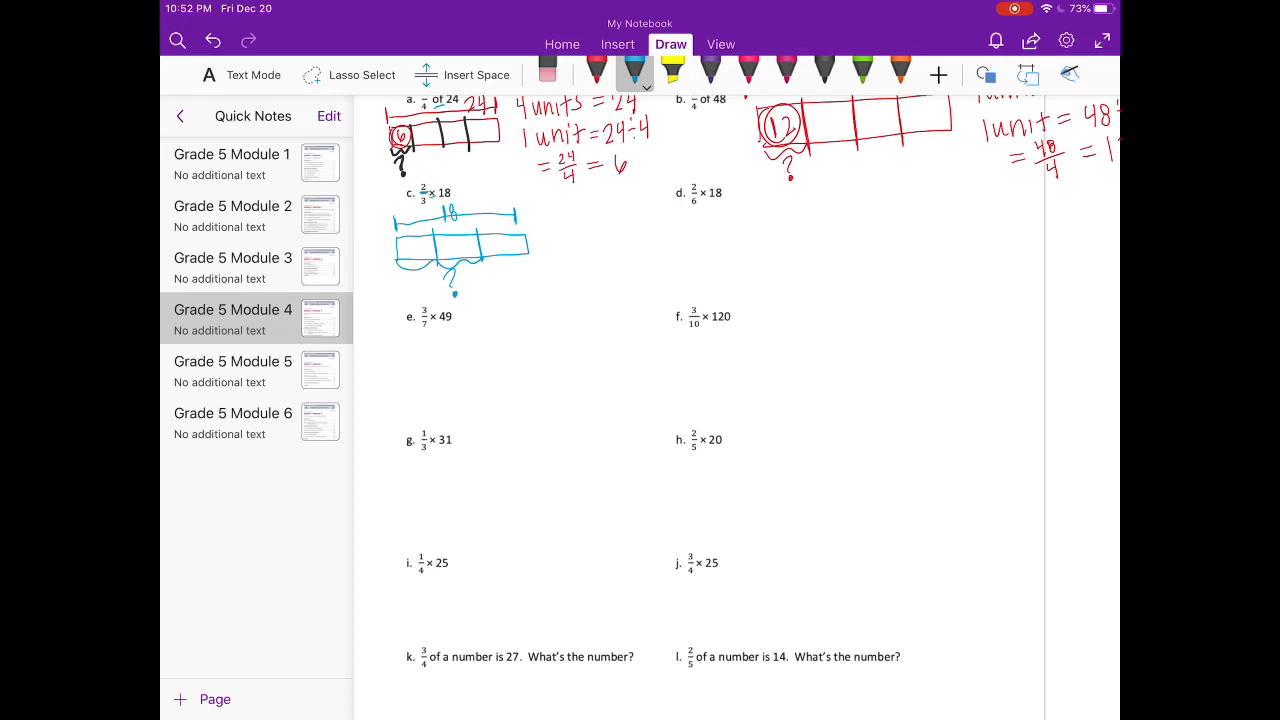 10:52 PM Fri Dec 20
73%
My Notebook
Home Insert Draw View
A Text Mode Lasso Select Insert Space
Quick Notes Edit
Grade 5 Module 1
No additional text
Grade 5 Module 2
No additional text
Grade 5 Module 3
No additional text
Grade 5 Module 4
No additional text
Grade 5 Module 5
No additional text
Grade 5 Module 6
No additional text
+ Page
a. /4 of 24
24
4 units = 24
6
1 unit = 24÷4
= 24/4 = 6
?
b. /4 of 48
12
1 unit = 48
= 48/4 = 1
?
c. 2/3 × 18
18
?
d. 2/6 × 18
e. 3/7 × 49
f. 3/10 × 120
g. 1/3 × 31
h. 2/5 × 20
i. 1/4 × 25
j. 3/4 × 25
k. 3/4 of a number is 27. What's the number?
l. 2/5 of a number is 14. What's the number?